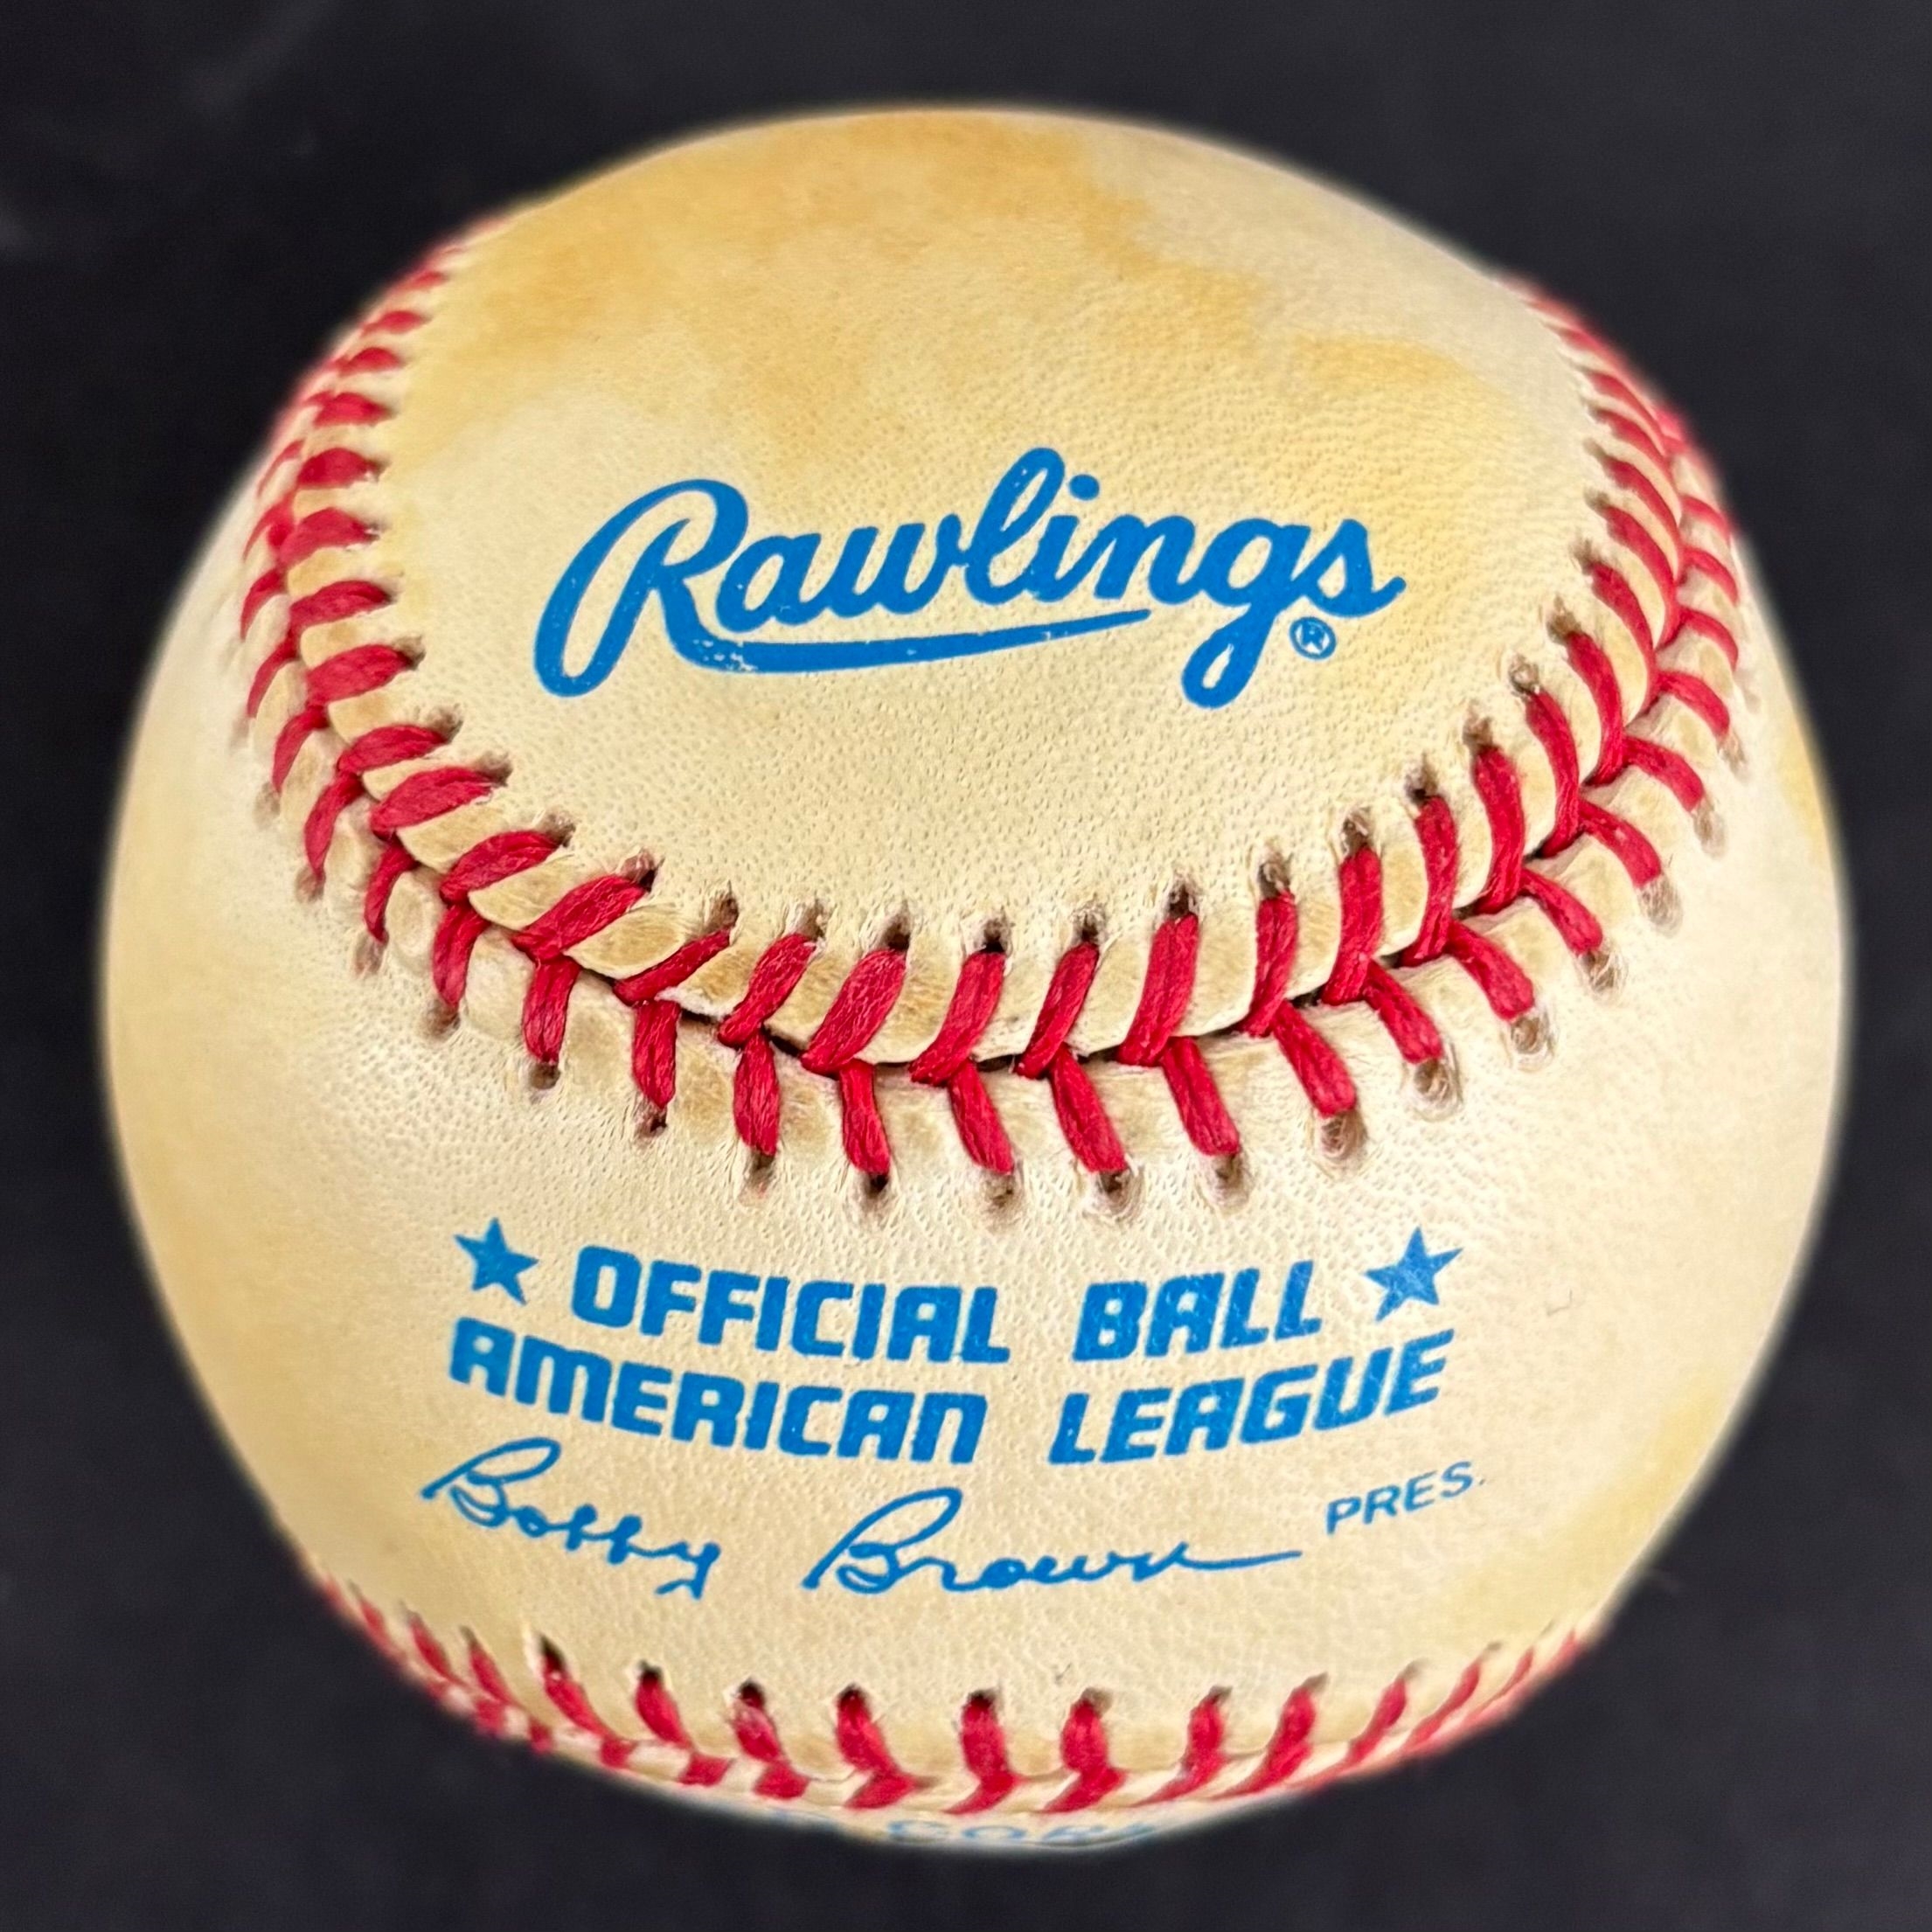 Rawlings®
★ OFFICIAL BALL ★
AMERICAN LEAGUE
Bobby Brown PRES.